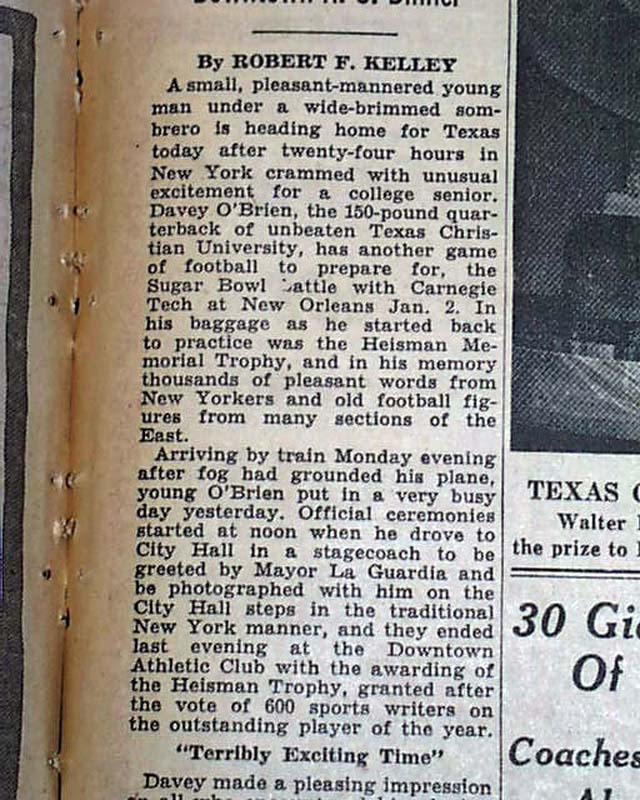 By ROBERT F. KELLEY
A small, pleasant-mannered young
man under a wide-brimmed som-
brero is heading home for Texas
today after twenty-four hours in
New York crammed with unusual
excitement for a college senior.
Davey O'Brien, the 150-pound quar-
terback of unbeaten Texas Chris-
tian University, has another game
of football to prepare for, the
Sugar Bowl attle with Carnegie
Tech at New Orleans Jan. 2. In
his baggage as he started back
to practice was the Heisman Me-
morial Trophy, and in his memory
thousands of pleasant words from
New Yorkers and old football fig-
ures from many sections of the
East.
Arriving by train Monday evening
after fog had grounded his plane,
young O'Brien put in a very busy
day yesterday. Official ceremonies
started at noon when he drove to
City Hall in a stagecoach to be
greeted by Mayor La Guardia and
be photographed with him on the
City Hall steps in the traditional
New York manner, and they ended
last evening at the Downtown
Athletic Club with the awarding of
the Heisman Trophy, granted after
the vote of 600 sports writers on
the outstanding player of the year.
"Terribly Exciting Time"
Davey made a pleasing impression
TEXAS
Walter
the prize to
30
Of
Coaches